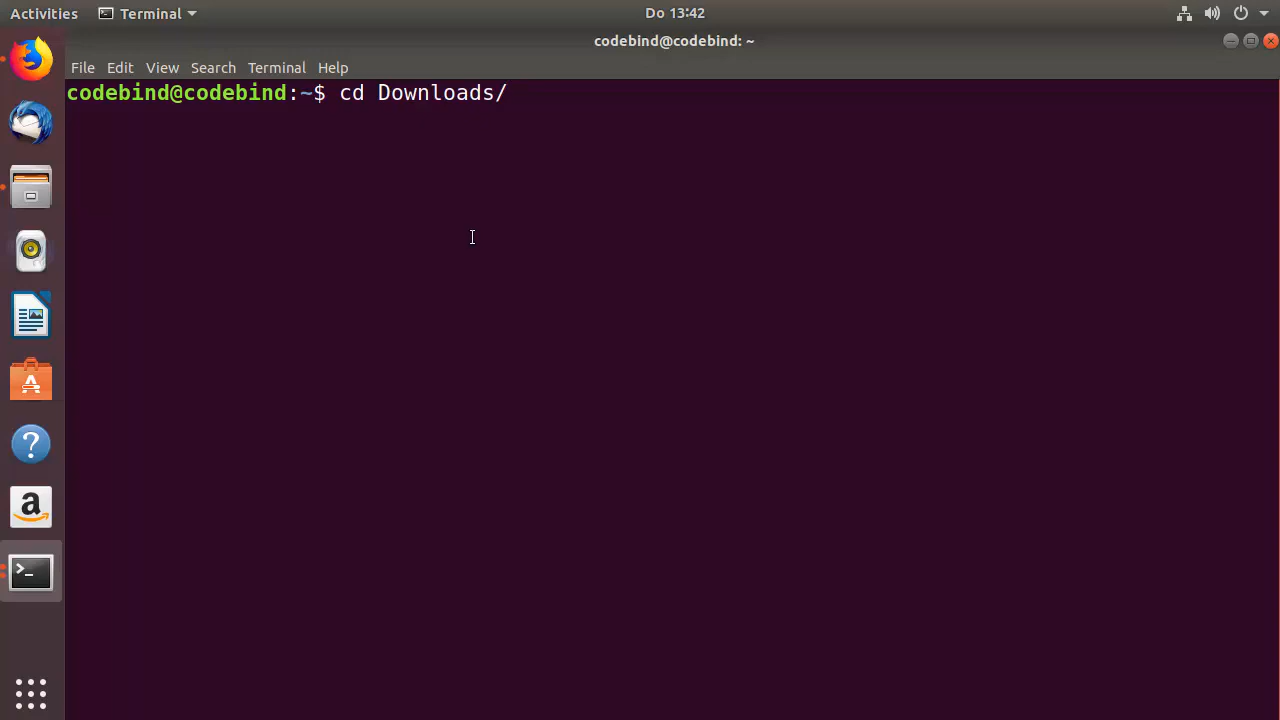 Activities Terminal Do 13:42
codebind@codebind: ~
File Edit View Search Terminal Help
codebind@codebind:~$ cd Downloads/